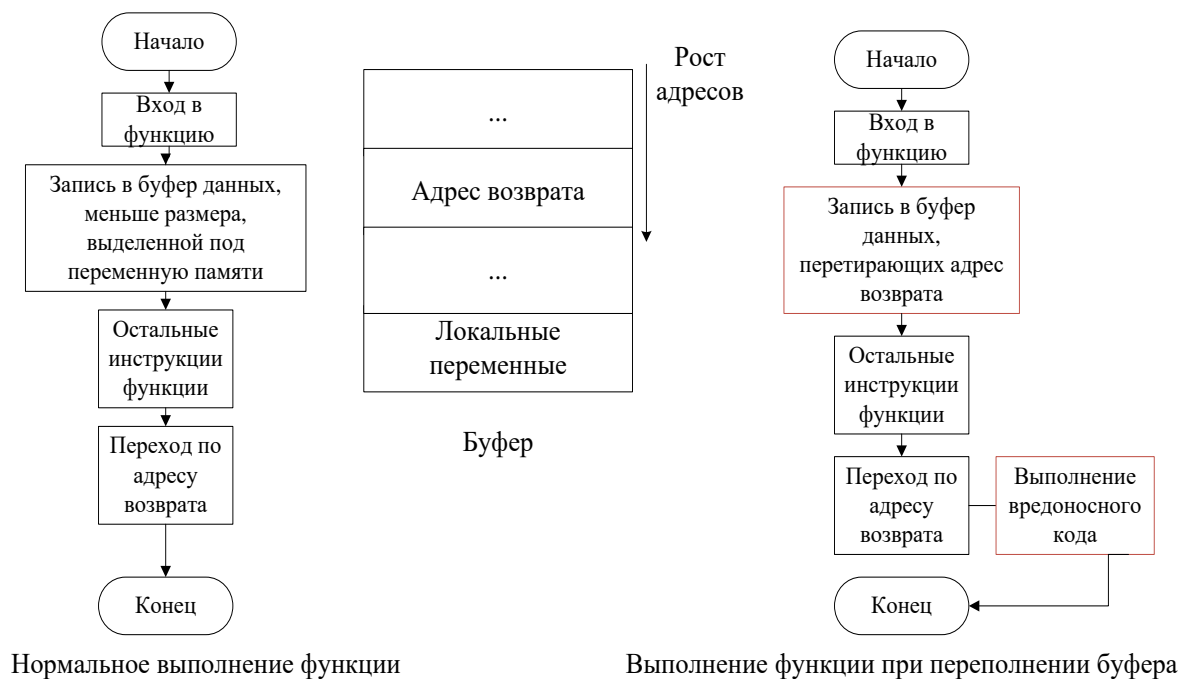 Начало
Вход в
функцию
Запись в буфер данных,
меньше размера,
выделенной под
переменную памяти
Остальные
инструкции
функции
Переход по
адресу
возврата
Конец
Нормальное выполнение функции
Рост
адресов
...
Адрес возврата
...
Локальные
переменные
Буфер
Начало
Вход в
функцию
Запись в буфер
данных,
перетирающих адрес
возврата
Остальные
инструкции
функции
Переход по
адресу
возврата
Выполнение
вредоносного
кода
Конец
Выполнение функции при переполнении буфера